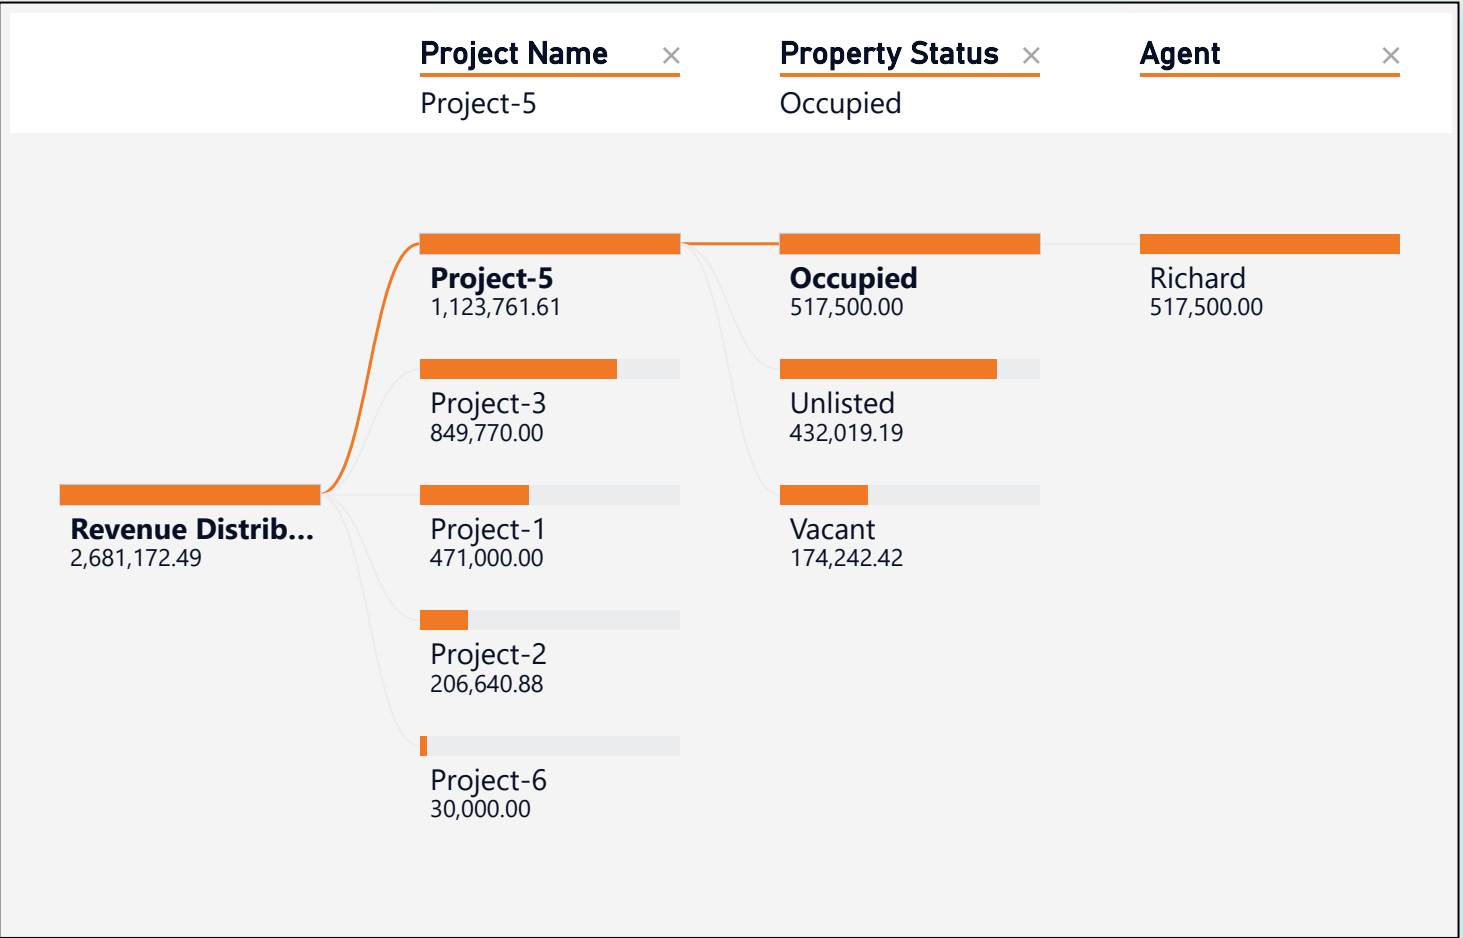 Project Name
Project-5
Property Status
Occupied
Agent
Project-5
1,123,761.61
Occupied
517,500.00
Richard
517,500.00
Project-3
849,770.00
Unlisted
432,019.19
Revenue Distrib...
2,681,172.49
Project-1
471,000.00
Vacant
174,242.42
Project-2
206,640.88
Project-6
30,000.00